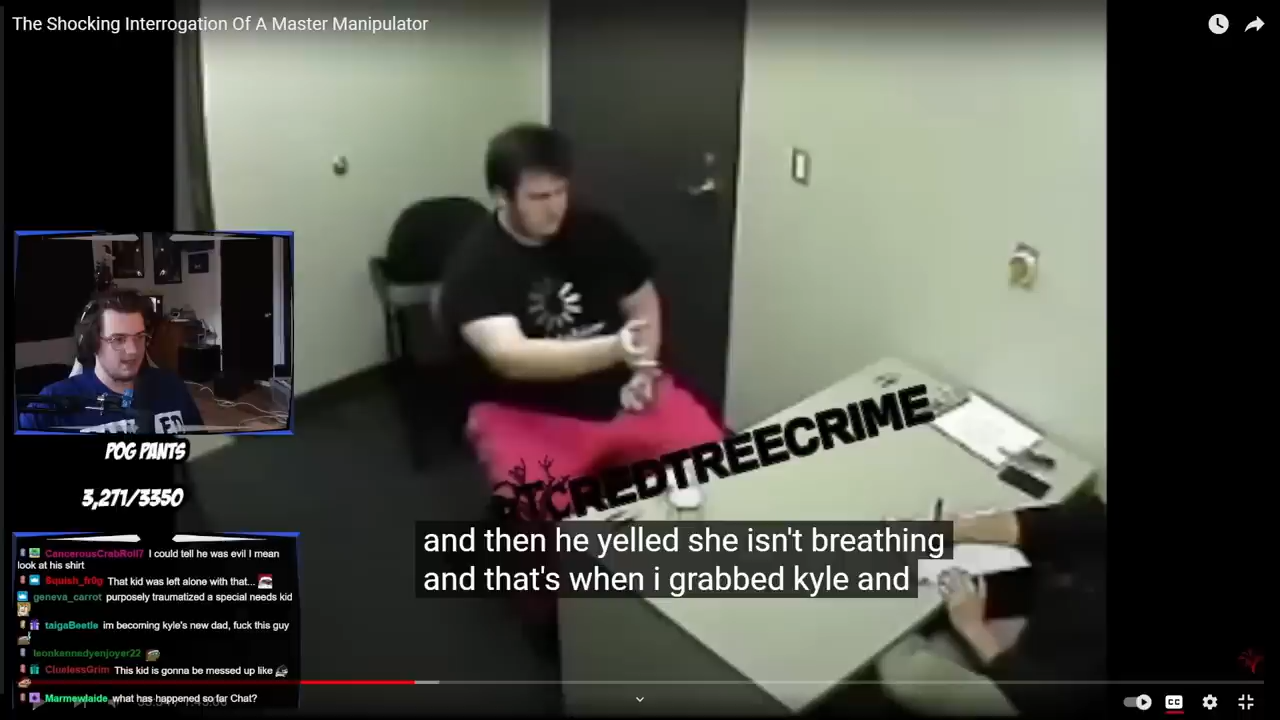 The Shocking Interrogation Of A Master Manipulator
POG PANTS
3,271/3350
CREDTREECRIME
and then he yelled she isn't breathing
and that's when i grabbed kyle and
CancerousCrabRoll7 I could tell he was evil I mean
look at his shirt
Squish_fr0g That kid was left alone with that...
geneva_carrot purposely traumatized a special needs kid
taigaBeetle im becoming kyle's new dad, fuck this guy
leonkennedyenjoyer22
CluelessGrim This kid is gonna be messed up like
Marmewlaide what has happened so far Chat?
CC